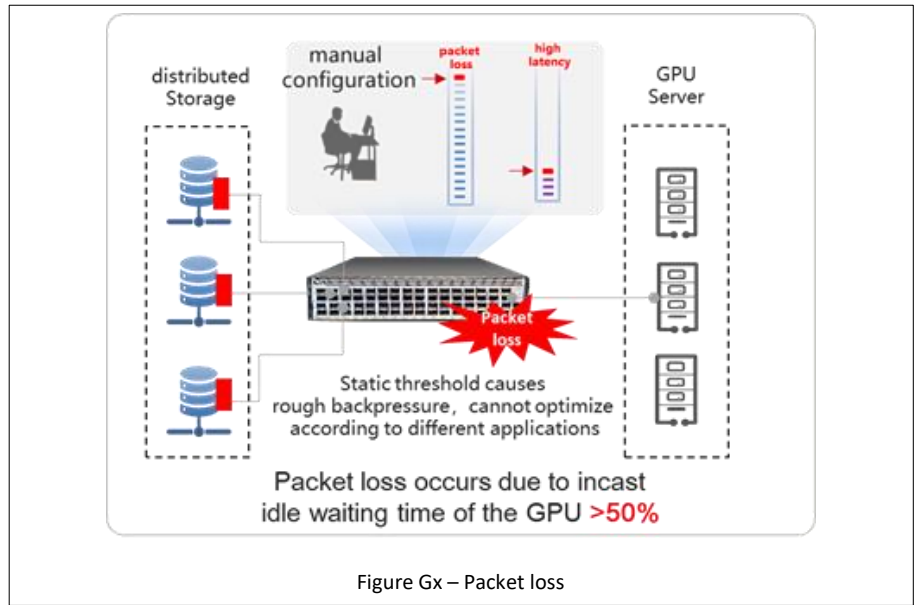 manual
configuration
packet
loss
high
latency
distributed
Storage
GPU
Server
Packet
loss
Static threshold causes
rough backpressure, cannot optimize
according to different applications
Packet loss occurs due to incast
idle waiting time of the GPU >50%
Figure Gx – Packet loss